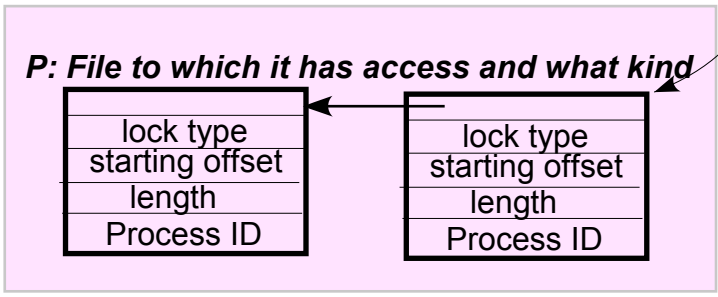 P: File to which it has access and what kind
lock type
starting offset
length
Process ID
lock type
starting offset
length
Process ID